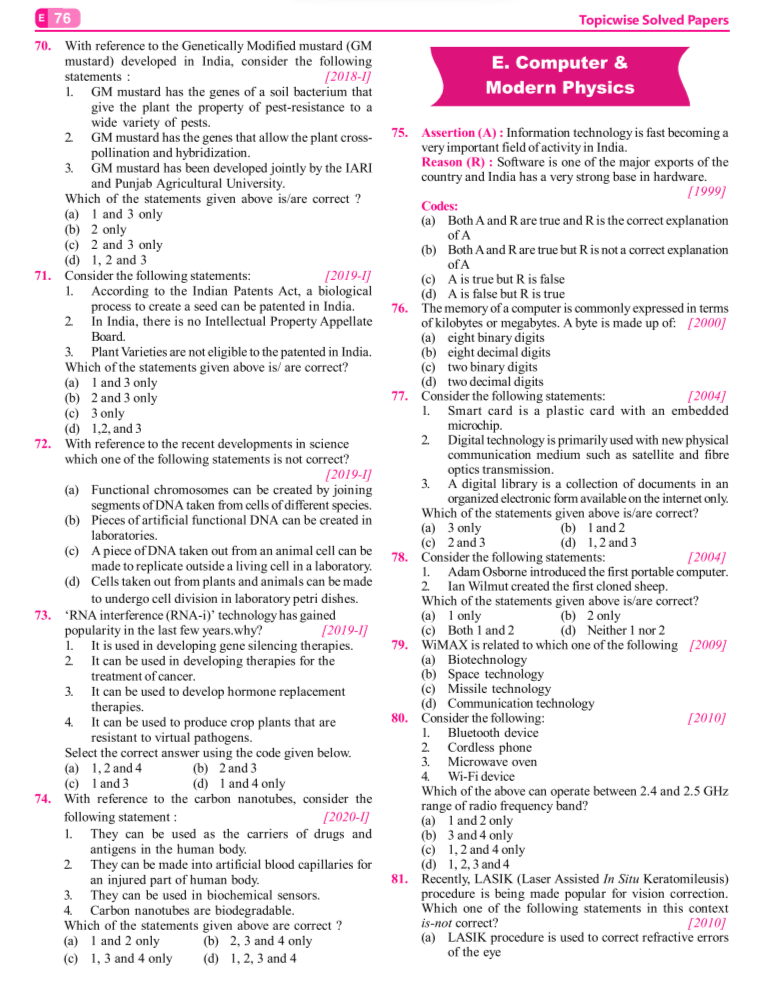 E 76
Topicwise Solved Papers
70. With reference to the Genetically Modified mustard (GM
mustard) developed in India, consider the following
statements : [2018-I]
1. GM mustard has the genes of a soil bacterium that
give the plant the property of pest-resistance to a
wide variety of pests.
2. GM mustard has the genes that allow the plant cross-
pollination and hybridization.
3. GM mustard has been developed jointly by the IARI
and Punjab Agricultural University.
Which of the statements given above is/are correct ?
(a) 1 and 3 only
(b) 2 only
(c) 2 and 3 only
(d) 1, 2 and 3
71. Consider the following statements: [2019-I]
1. According to the Indian Patents Act, a biological
process to create a seed can be patented in India.
2. In India, there is no Intellectual Property Appellate
Board.
3. Plant Varieties are not eligible to the patented in India.
Which of the statements given above is/ are correct?
(a) 1 and 3 only
(b) 2 and 3 only
(c) 3 only
(d) 1,2, and 3
72. With reference to the recent developments in science
which one of the following statements is not correct?
[2019-I]
(a) Functional chromosomes can be created by joining
segments of DNA taken from cells of different species.
(b) Pieces of artificial functional DNA can be created in
laboratories.
(c) A piece of DNA taken out from an animal cell can be
made to replicate outside a living cell in a laboratory.
(d) Cells taken out from plants and animals can be made
to undergo cell division in laboratory petri dishes.
73. ‘RNA interference (RNA-i)’ technology has gained
popularity in the last few years.why? [2019-I]
1. It is used in developing gene silencing therapies.
2. It can be used in developing therapies for the
treatment of cancer.
3. It can be used to develop hormone replacement
therapies.
4. It can be used to produce crop plants that are
resistant to virtual pathogens.
Select the correct answer using the code given below.
(a) 1, 2 and 4 (b) 2 and 3
(c) 1 and 3 (d) 1 and 4 only
74. With reference to the carbon nanotubes, consider the
following statement : [2020-I]
1. They can be used as the carriers of drugs and
antigens in the human body.
2. They can be made into artificial blood capillaries for
an injured part of human body.
3. They can be used in biochemical sensors.
4. Carbon nanotubes are biodegradable.
Which of the statements given above are correct ?
(a) 1 and 2 only (b) 2, 3 and 4 only
(c) 1, 3 and 4 only (d) 1, 2, 3 and 4
E. Computer &
Modern Physics
75. Assertion (A) : Information technology is fast becoming a
very important field of activity in India.
Reason (R) : Software is one of the major exports of the
country and India has a very strong base in hardware.
[1999]
Codes:
(a) Both A and R are true and R is the correct explanation
of A
(b) Both A and R are true but R is not a correct explanation
of A
(c) A is true but R is false
(d) A is false but R is true
76. The memory of a computer is commonly expressed in terms
of kilobytes or megabytes. A byte is made up of: [2000]
(a) eight binary digits
(b) eight decimal digits
(c) two binary digits
(d) two decimal digits
77. Consider the following statements: [2004]
1. Smart card is a plastic card with an embedded
microchip.
2. Digital technology is primarily used with new physical
communication medium such as satellite and fibre
optics transmission.
3. A digital library is a collection of documents in an
organized electronic form available on the internet only.
Which of the statements given above is/are correct?
(a) 3 only (b) 1 and 2
(c) 2 and 3 (d) 1, 2 and 3
78. Consider the following statements: [2004]
1. Adam Osborne introduced the first portable computer.
2. Ian Wilmut created the first cloned sheep.
Which of the statements given above is/are correct?
(a) 1 only (b) 2 only
(c) Both 1 and 2 (d) Neither 1 nor 2
79. WiMAX is related to which one of the following [2009]
(a) Biotechnology
(b) Space technology
(c) Missile technology
(d) Communication technology
80. Consider the following: [2010]
1. Bluetooth device
2. Cordless phone
3. Microwave oven
4. Wi-Fi device
Which of the above can operate between 2.4 and 2.5 GHz
range of radio frequency band?
(a) 1 and 2 only
(b) 3 and 4 only
(c) 1, 2 and 4 only
(d) 1, 2, 3 and 4
81. Recently, LASIK (Laser Assisted In Situ Keratomileusis)
procedure is being made popular for vision correction.
Which one of the following statements in this context
is-not correct? [2010]
(a) LASIK procedure is used to correct refractive errors
of the eye